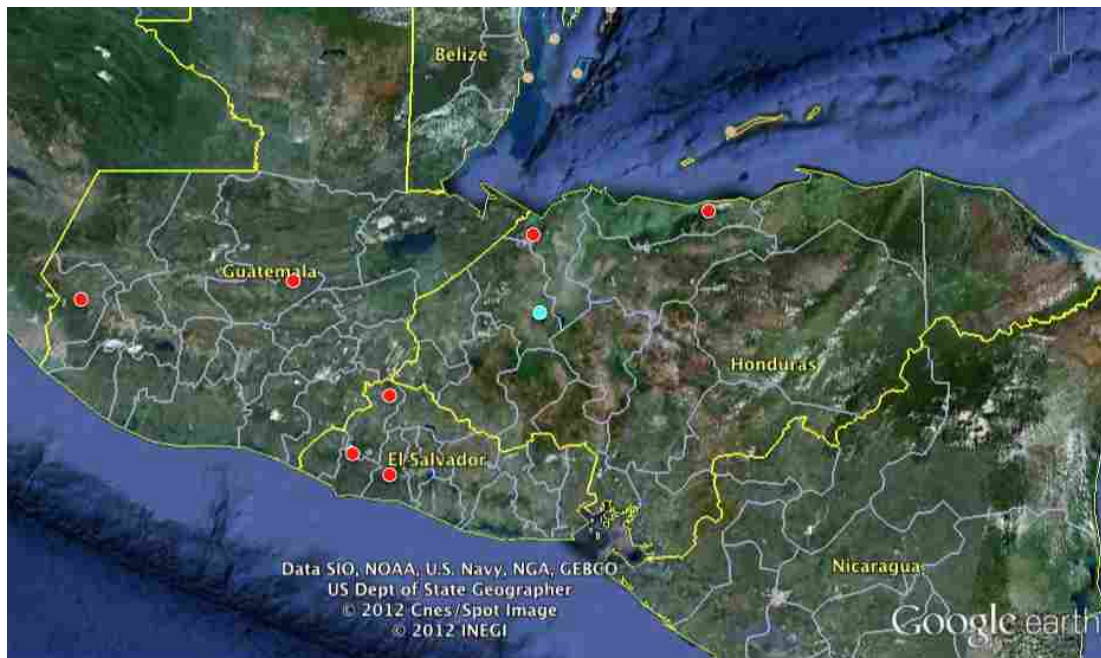 Belize
Guatemala
Honduras
El Salvador
Nicaragua
Data SIO, NOAA, U.S. Navy, NGA, GEBCO
US Dept of State Geographer
© 2012 Cnes/Spot Image
© 2012 INEGI
Google earth